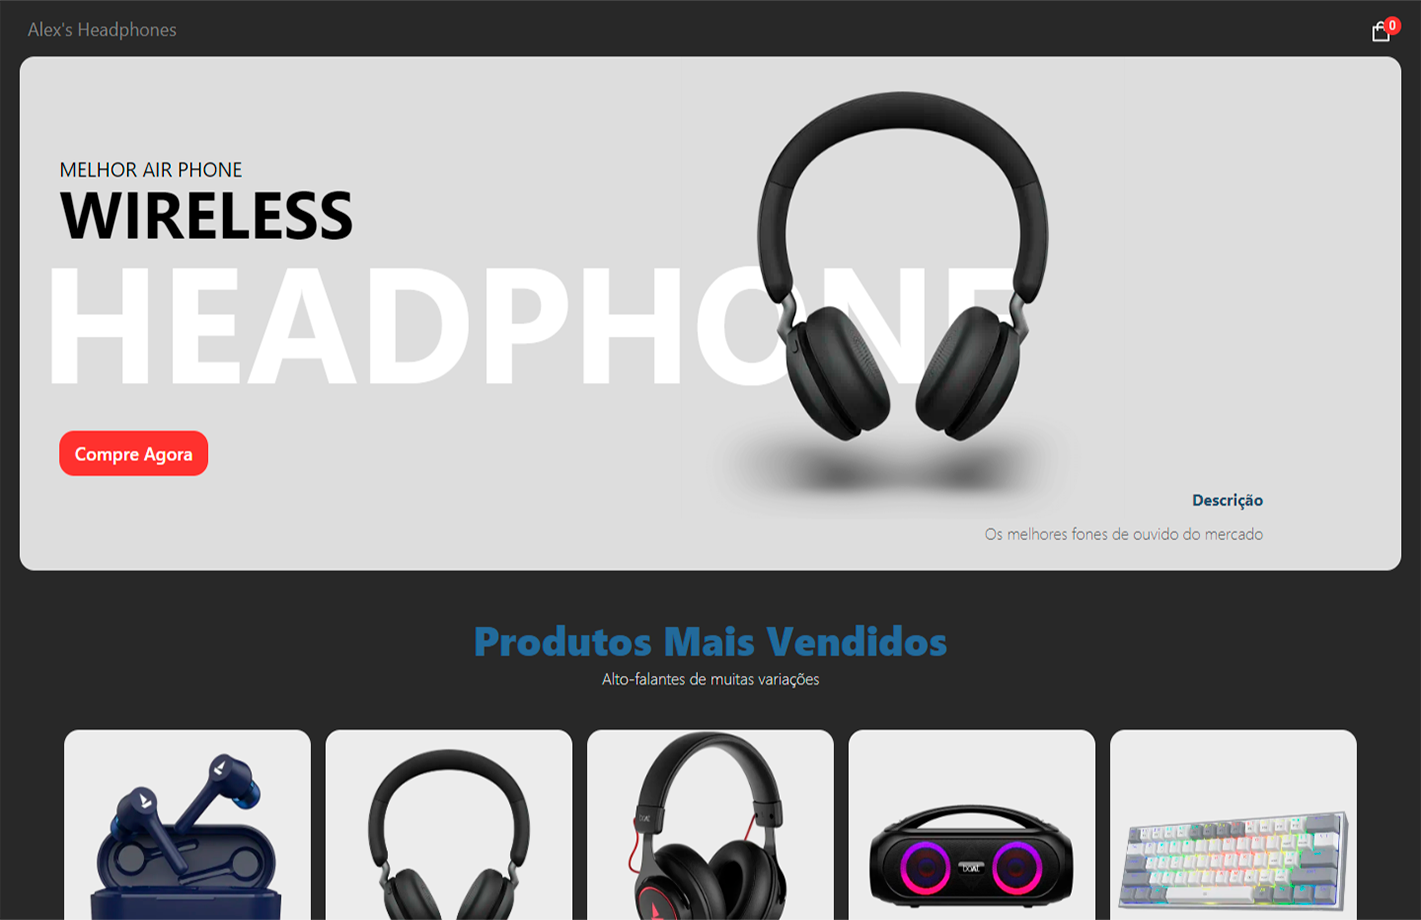 Alex's Headphones
0
MELHOR AIR PHONE
WIRELESS
HEADPHONE
Compre Agora
Descrição
Os melhores fones de ouvido do mercado
Produtos Mais Vendidos
Alto-falantes de muitas variações